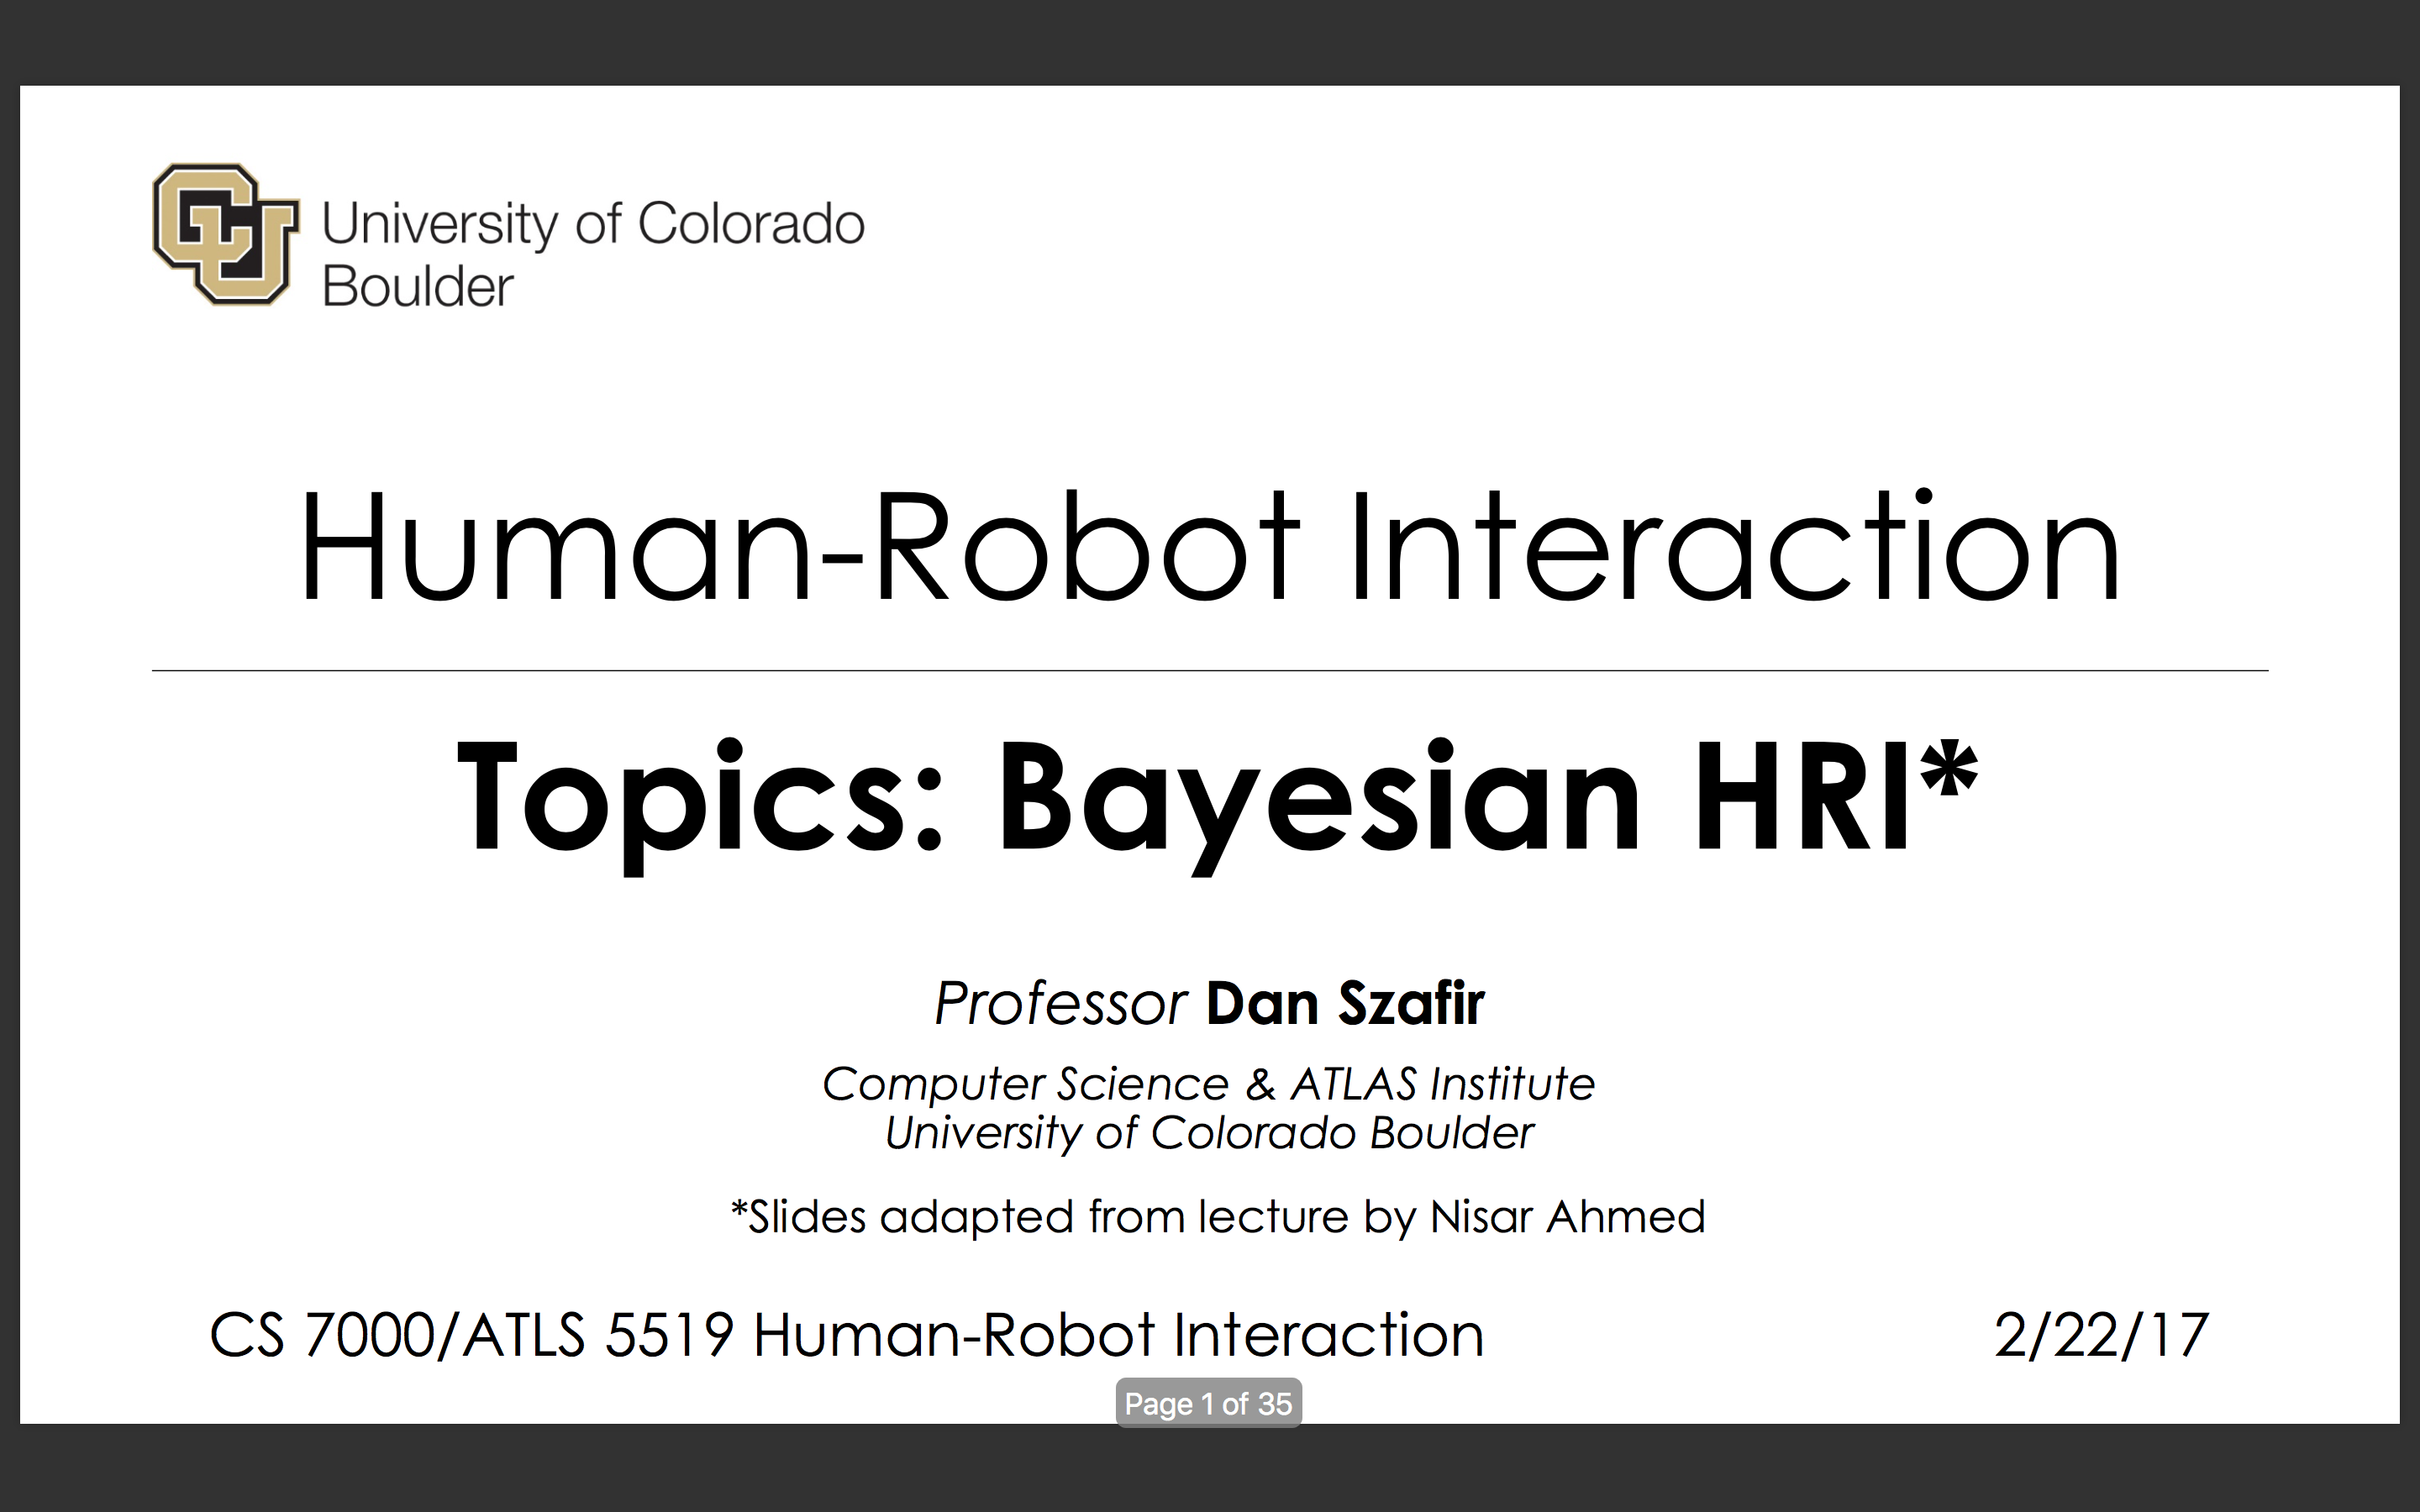 CU
University of Colorado
Boulder
Human-Robot Interaction
Topics: Bayesian HRI*
Professor Dan Szafir
Computer Science & ATLAS Institute
University of Colorado Boulder
*Slides adapted from lecture by Nisar Ahmed
CS 7000/ATLS 5519 Human-Robot Interaction 2/22/17
Page 1 of 35